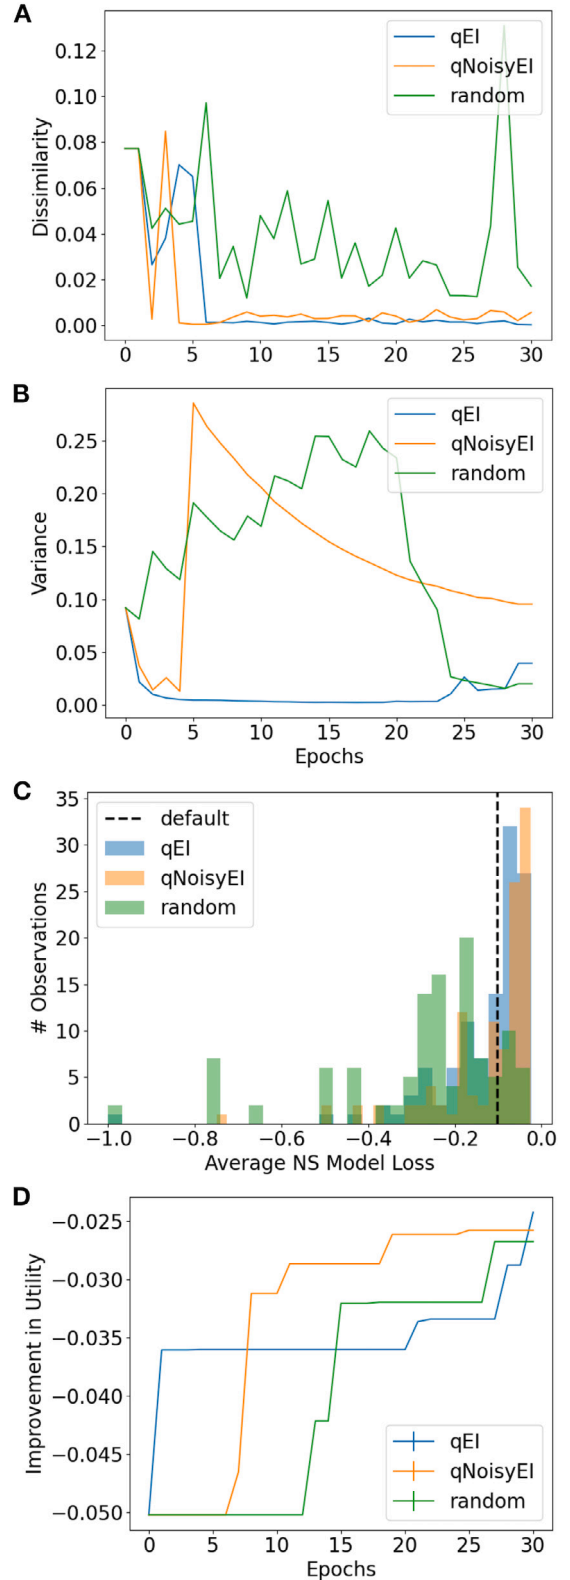 A
Dissimilarity
0.12
0.10
0.08
0.06
0.04
0.02
0.00
qEI
qNoisyEI
random
0 5 10 15 20 25 30
B
Variance
0.25
0.20
0.15
0.10
0.05
0.00
qEI
qNoisyEI
random
0 5 10 15 20 25 30
Epochs
C
# Observations
35
30
25
20
15
10
5
0
default
qEI
qNoisyEI
random
−1.0 −0.8 −0.6 −0.4 −0.2 0.0
Average NS Model Loss
D
Improvement in Utility
−0.025
−0.030
−0.035
−0.040
−0.045
−0.050
qEI
qNoisyEI
random
0 5 10 15 20 25 30
Epochs